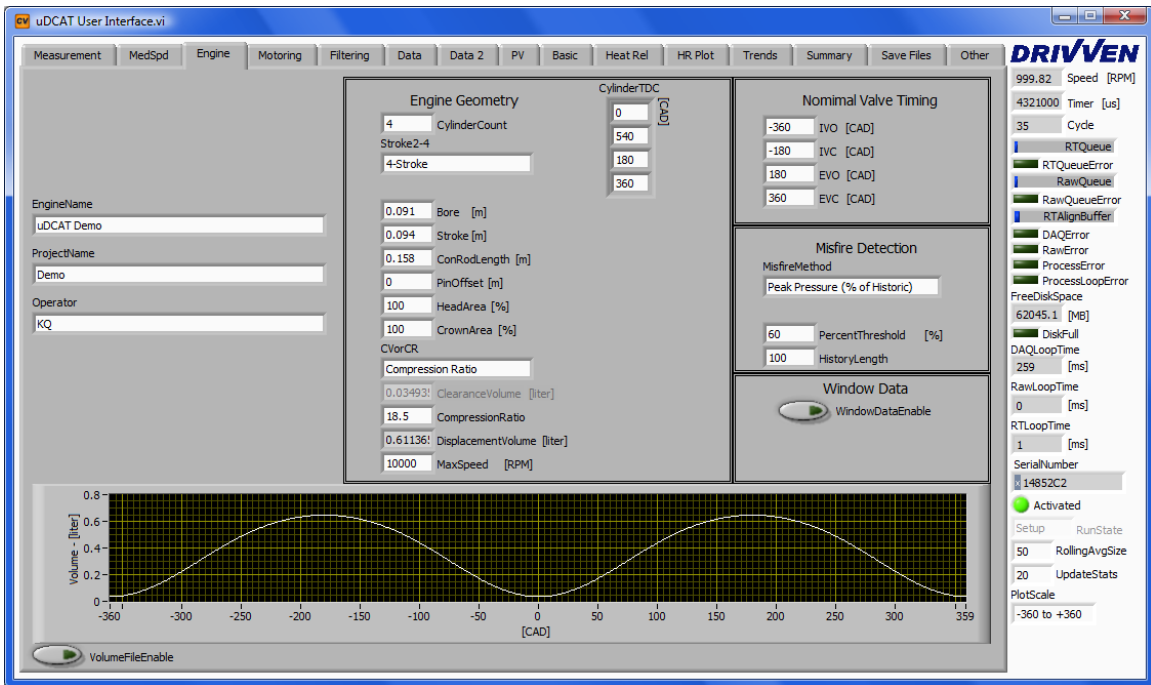 uDCAT User Interface.vi
Measurement MedSpd Engine Motoring Filtering Data Data 2 PV Basic Heat Rel HR Plot Trends Summary Save Files Other
EngineName
uDCAT Demo
ProjectName
Demo
Operator
KQ
Engine Geometry
4 CylinderCount
Stroke2-4
4-Stroke
CylinderTDC
[CAD]
0
540
180
360
0.091 Bore [m]
0.094 Stroke [m]
0.158 ConRodLength [m]
0 PinOffset [m]
100 HeadArea [%]
100 CrownArea [%]
CVorCR
Compression Ratio
0.03493 ClearanceVolume [liter]
18.5 CompressionRatio
0.61136 DisplacementVolume [liter]
10000 MaxSpeed [RPM]
Nomimal Valve Timing
-360 IVO [CAD]
-180 IVC [CAD]
180 EVO [CAD]
360 EVC [CAD]
Misfire Detection
MisfireMethod
Peak Pressure (% of Historic)
60 PercentThreshold [%]
100 HistoryLength
Window Data
WindowDataEnable
Volume - [liter]
0.8
0.6
0.4
0.2
0
-360 -300 -250 -200 -150 -100 -50 0 50 100 150 200 250 300 359
[CAD]
VolumeFileEnable
DRIVVEN
999.82 Speed [RPM]
4321000 Timer [us]
35 Cycle
RTQueue
RTQueueError
RawQueue
RawQueueError
RTAlignBuffer
DAQError
RawError
ProcessError
ProcessLoopError
FreeDiskSpace
62045.1 [MB]
DiskFull
DAQLoopTime
259 [ms]
RawLoopTime
0 [ms]
RTLoopTime
1 [ms]
SerialNumber
x 14852C2
Activated
Setup RunState
50 RollingAvgSize
20 UpdateStats
PlotScale
-360 to +360